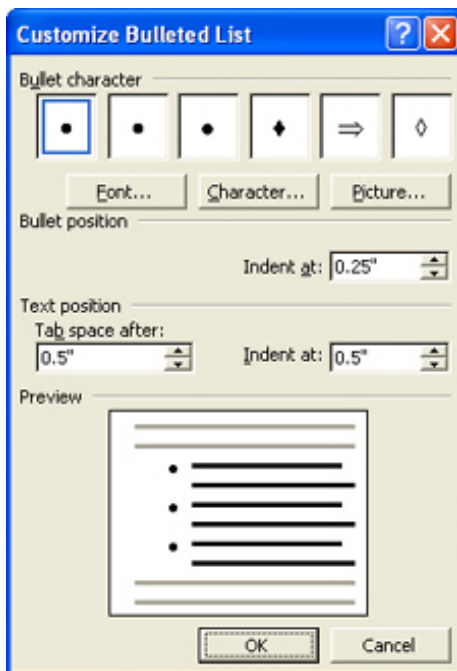 Customize Bulleted List
Bullet character
Font... Character... Picture...
Bullet position
Indent at: 0.25"
Text position
Tab space after:
0.5" Indent at: 0.5"
Preview
OK Cancel